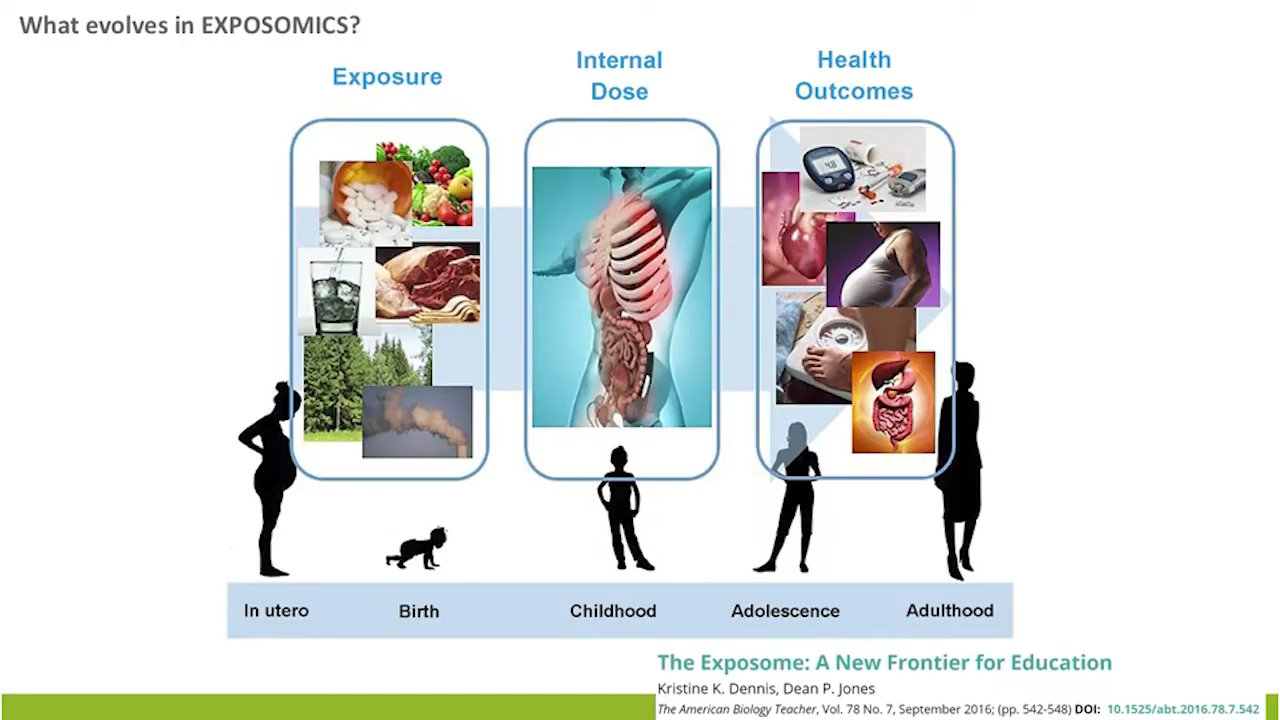 What evolves in EXPOSOMICS?
Exposure
Internal
Dose
Health
Outcomes
4.8
In utero
Birth
Childhood
Adolescence
Adulthood
The Exposome: A New Frontier for Education
Kristine K. Dennis, Dean P. Jones
The American Biology Teacher, Vol. 78 No. 7, September 2016; (pp. 542-548) DOI: 10.1525/abt.2016.78.7.542